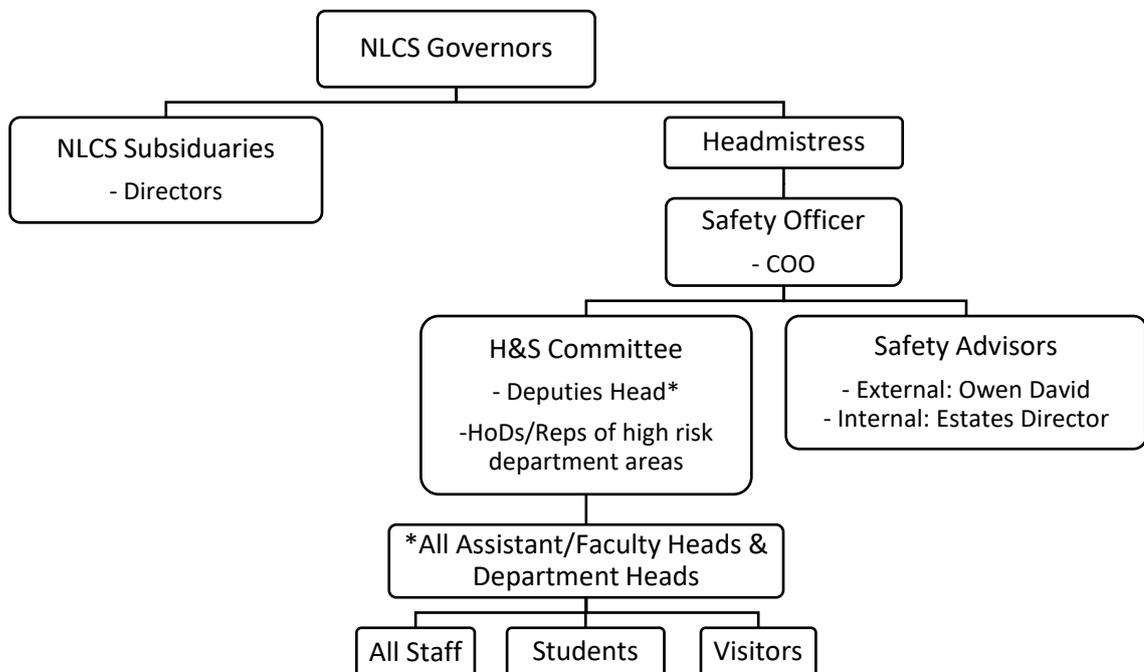 NLCS Governors
NLCS Subsiduaries
- Directors
Headmistress
Safety Officer
- COO
H&S Committee
- Deputies Head*
-HoDs/Reps of high risk
department areas
Safety Advisors
- External: Owen David
- Internal: Estates Director
*All Assistant/Faculty Heads &
Department Heads
All Staff
Students
Visitors